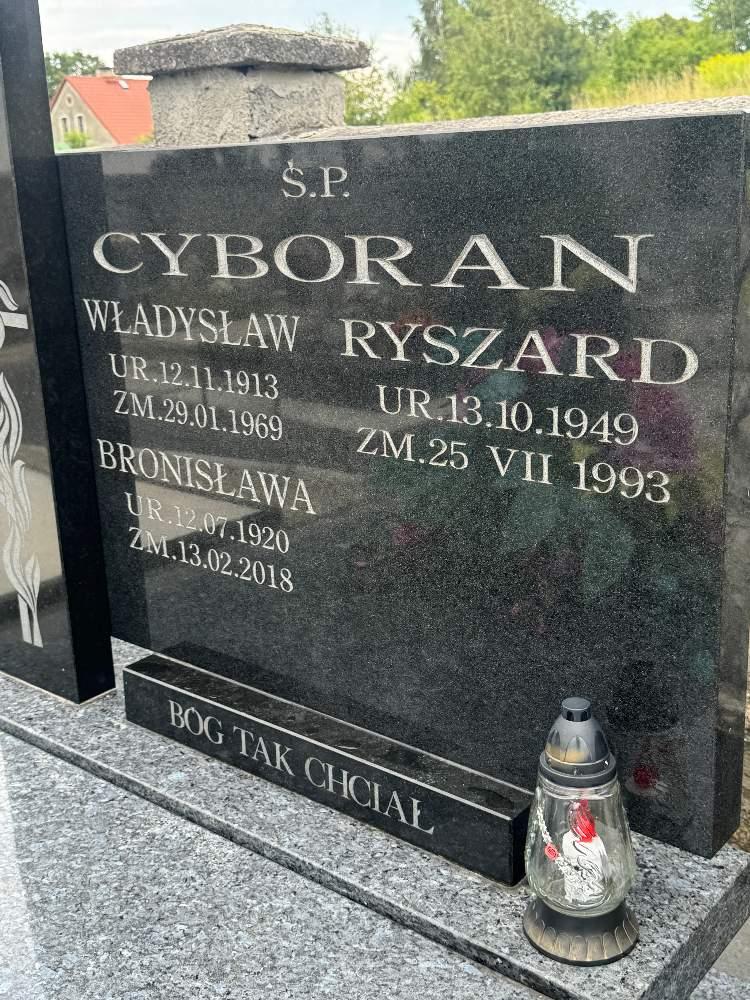 Ś.P.
CYBORAN
WŁADYSŁAW
UR.12.11.1913
ZM.29.01.1969
BRONISŁAWA
UR.12.07.1920
ZM.13.02.2018
RYSZARD
UR.13.10.1949
ZM.25 VII 1993
BÓG TAK CHCIAŁ